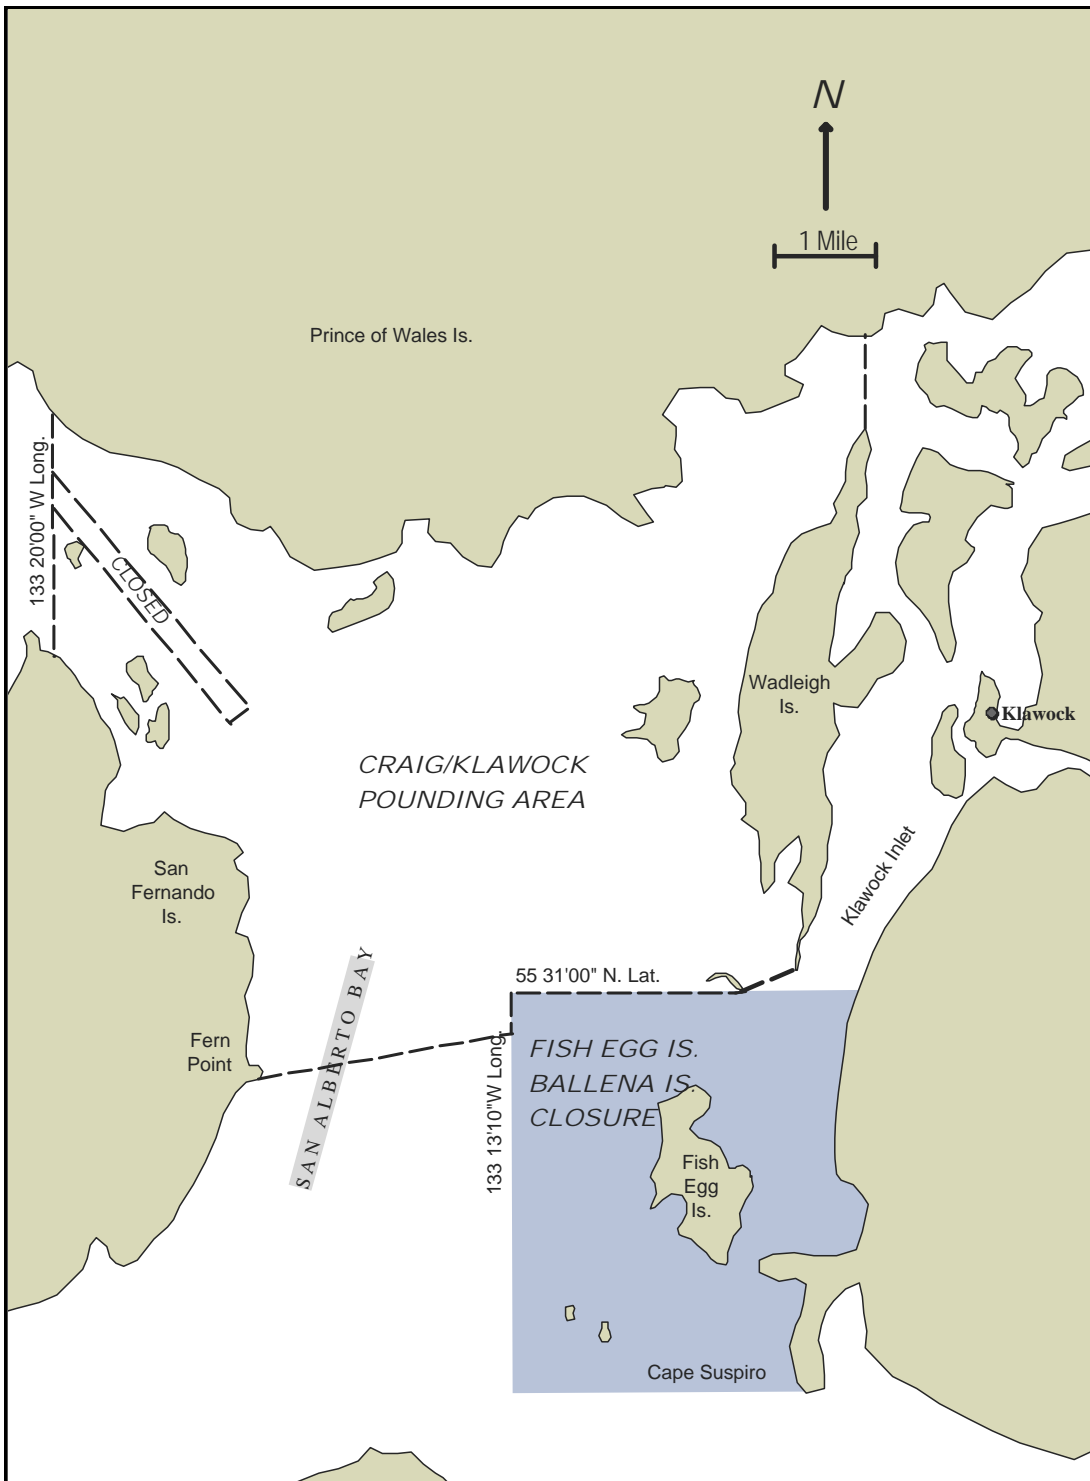 N
1 Mile
Prince of Wales Is.
133 20'00" W Long.
CLOSED
Wadleigh
Is.
Klawock
CRAIG/KLAWOCK
POUNDING AREA
San
Fernando
Is.
Klawock Inlet
SAN ALBERTO BAY
55 31'00" N. Lat.
Fern
Point
133 13'10"W Long.
FISH EGG IS.
BALLENA IS.
CLOSURE
Fish
Egg
Is.
Cape Suspiro